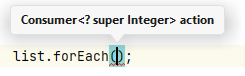 Consumer<? super Integer> action
list.forEach();